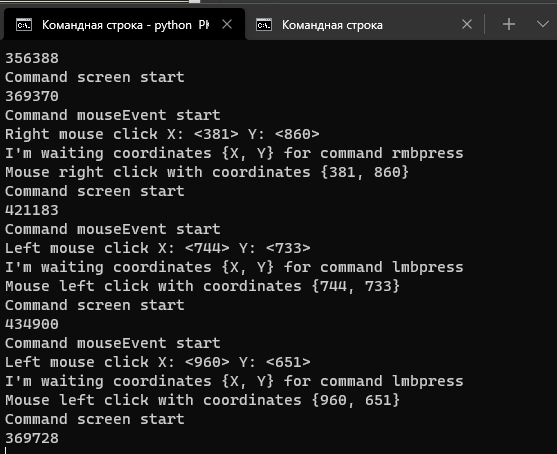 Командная строка - python PK
Командная строка
356388
Command screen start
369370
Command mouseEvent start
Right mouse click X: <381> Y: <860>
I'm waiting coordinates {X, Y} for command rmbpress
Mouse right click with coordinates {381, 860}
Command screen start
421183
Command mouseEvent start
Left mouse click X: <744> Y: <733>
I'm waiting coordinates {X, Y} for command lmbpress
Mouse left click with coordinates {744, 733}
Command screen start
434900
Command mouseEvent start
Left mouse click X: <960> Y: <651>
I'm waiting coordinates {X, Y} for command lmbpress
Mouse left click with coordinates {960, 651}
Command screen start
369728